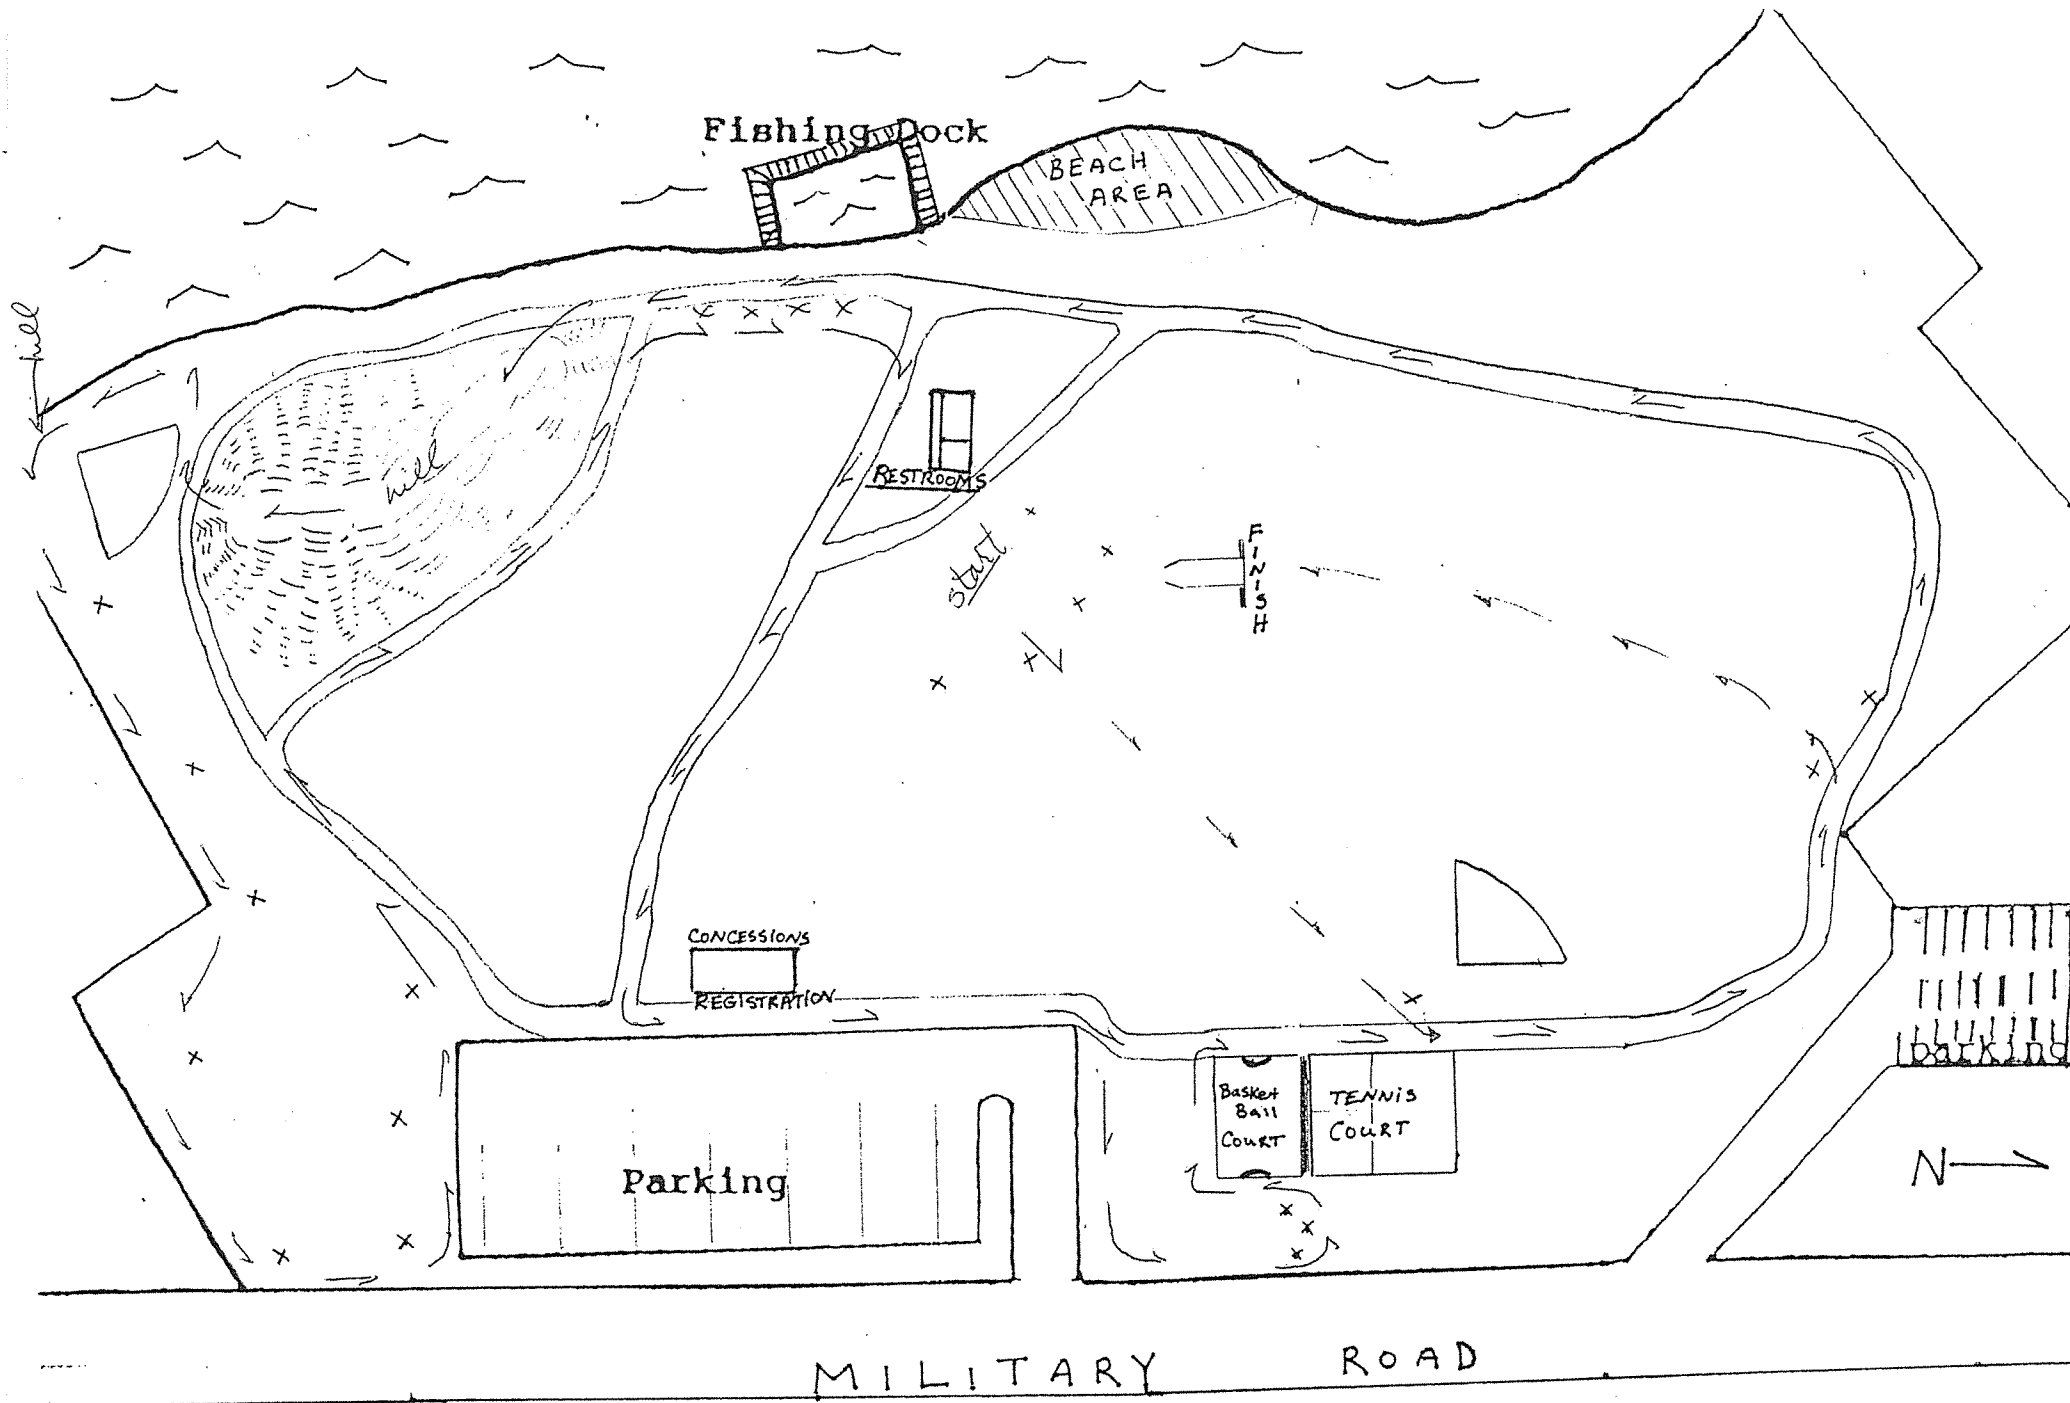 Fishing Dock
BEACH
AREA
hill
hill
RESTROOMS
start
FINISH
CONCESSIONS
REGISTRATION
parking
Basket
Ball
Court
TENNIS
COURT
Parking
N
MILITARY ROAD